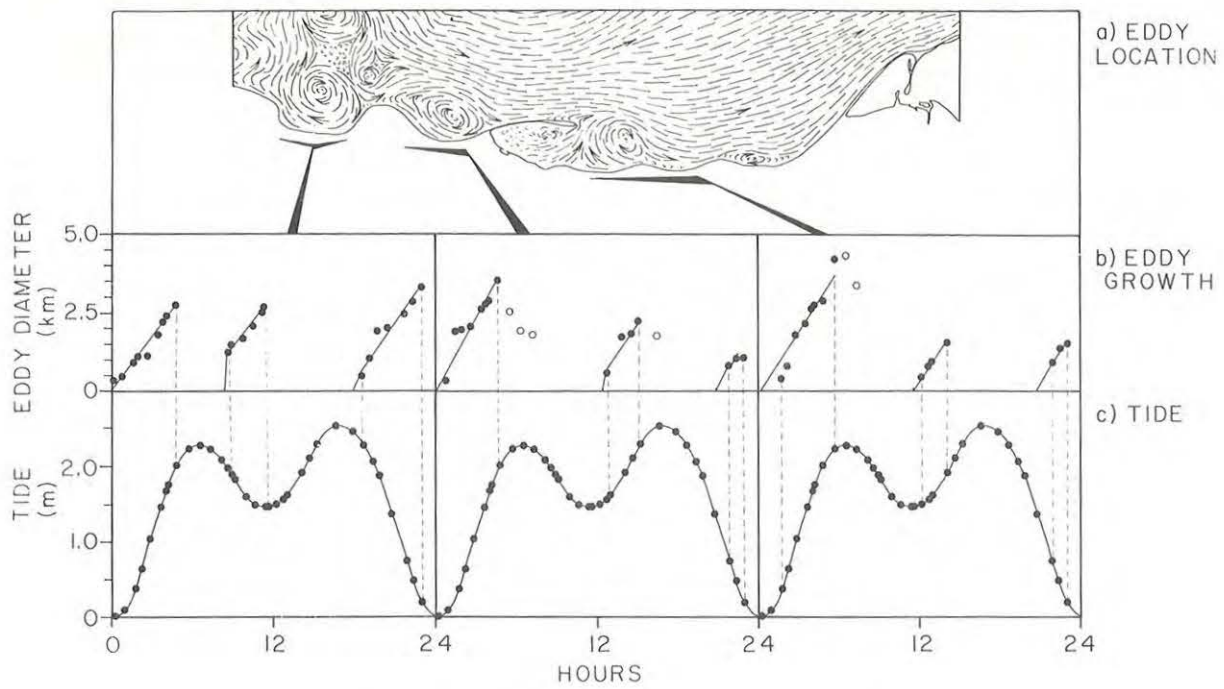 a) EDDY
LOCATION
5.0
2.5
0
EDDY DIAMETER
(km)
b) EDDY
GROWTH
2.0
1.0
0
TIDE
(m)
c) TIDE
0 12 24 12 24 12 24
HOURS